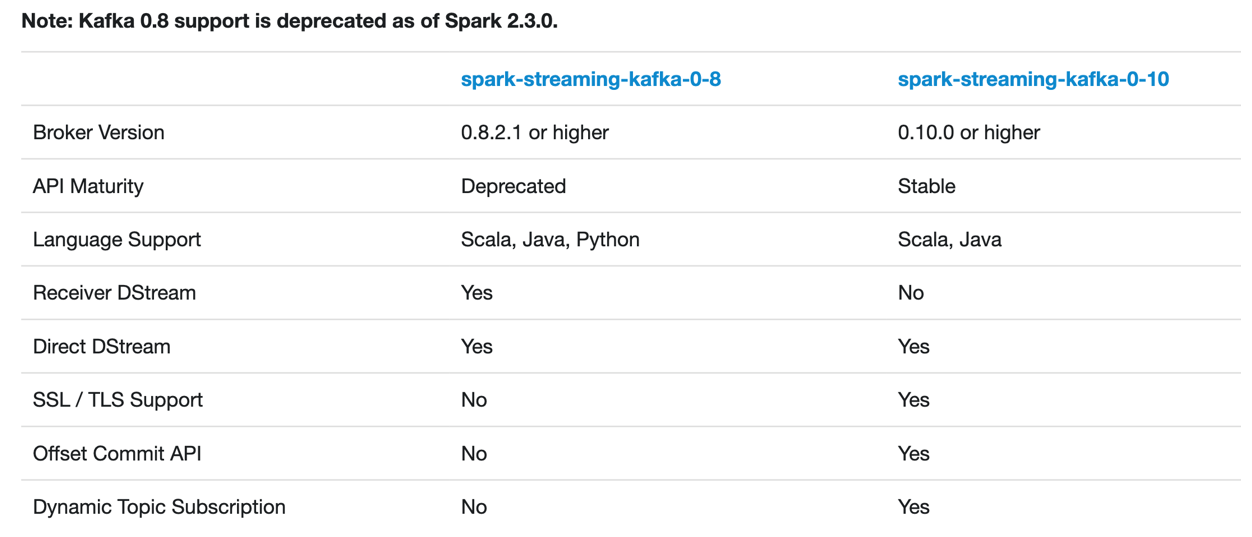 Note: Kafka 0.8 support is deprecated as of Spark 2.3.0.
spark-streaming-kafka-0-8 spark-streaming-kafka-0-10
Broker Version 0.8.2.1 or higher 0.10.0 or higher
API Maturity Deprecated Stable
Language Support Scala, Java, Python Scala, Java
Receiver DStream Yes No
Direct DStream Yes Yes
SSL / TLS Support No Yes
Offset Commit API No Yes
Dynamic Topic Subscription No Yes